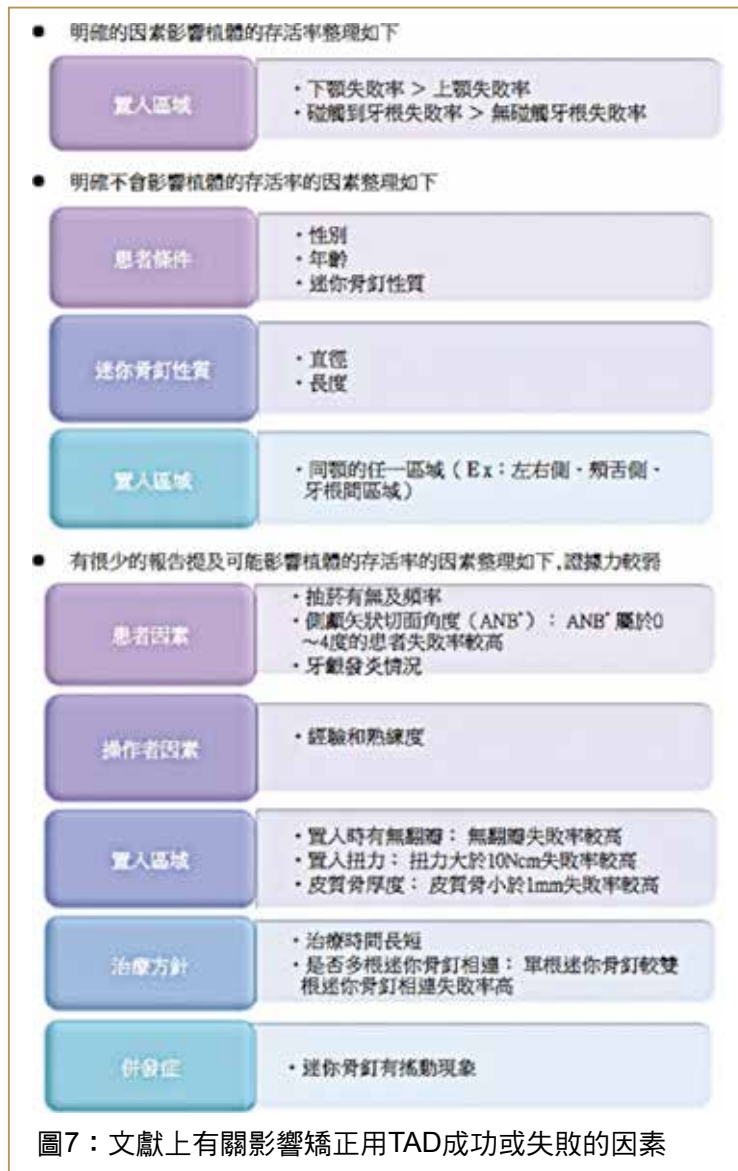 ● 明確的因素影響植體的存活率整理如下
置入區域
・下顎失敗率 > 上顎失敗率
・碰觸到牙根失敗率 > 無碰觸牙根失敗率
● 明確不會影響植體的存活率的因素整理如下
患者條件
・性別
・年齡
・迷你骨釘性質
迷你骨釘性質
・直徑
・長度
置入區域
・同顎的任一區域（Ex：左右側、頰舌側、
牙根間區域）
● 有很少的報告提及可能影響植體的存活率的因素整理如下,證據力較弱
患者因素
・抽菸有無及頻率
・側顱矢狀切面角度（ANB°）： ANB° 屬於0
～4度的患者失敗率較高
・牙齦發炎情況
操作者因素
・經驗和熟練度
置入區域
・置入時有無翻瓣： 無翻瓣失敗率較高
・置入扭力： 扭力大於10Ncm失敗率較高
・皮質骨厚度： 皮質骨小於1mm失敗率較高
治療方針
・治療時間長短
・是否多根迷你骨釘相連： 單根迷你骨釘較雙
根迷你骨釘相連失敗率高
併發症
・迷你骨釘有搖動現象
圖7：文獻上有關影響矯正用TAD成功或失敗的因素